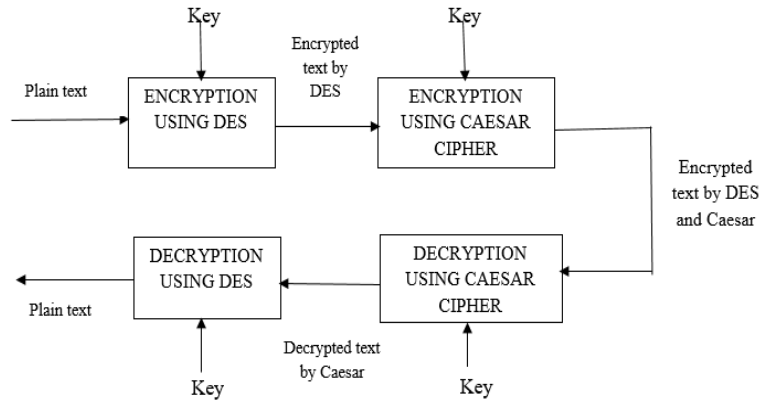 Key
Key
Plain text
ENCRYPTION
USING DES
Encrypted
text by
DES
ENCRYPTION
USING CAESAR
CIPHER
Encrypted
text by DES
and Caesar
DECRYPTION
USING CAESAR
CIPHER
DECRYPTION
USING DES
Plain text
Decrypted text
by Caesar
Key
Key